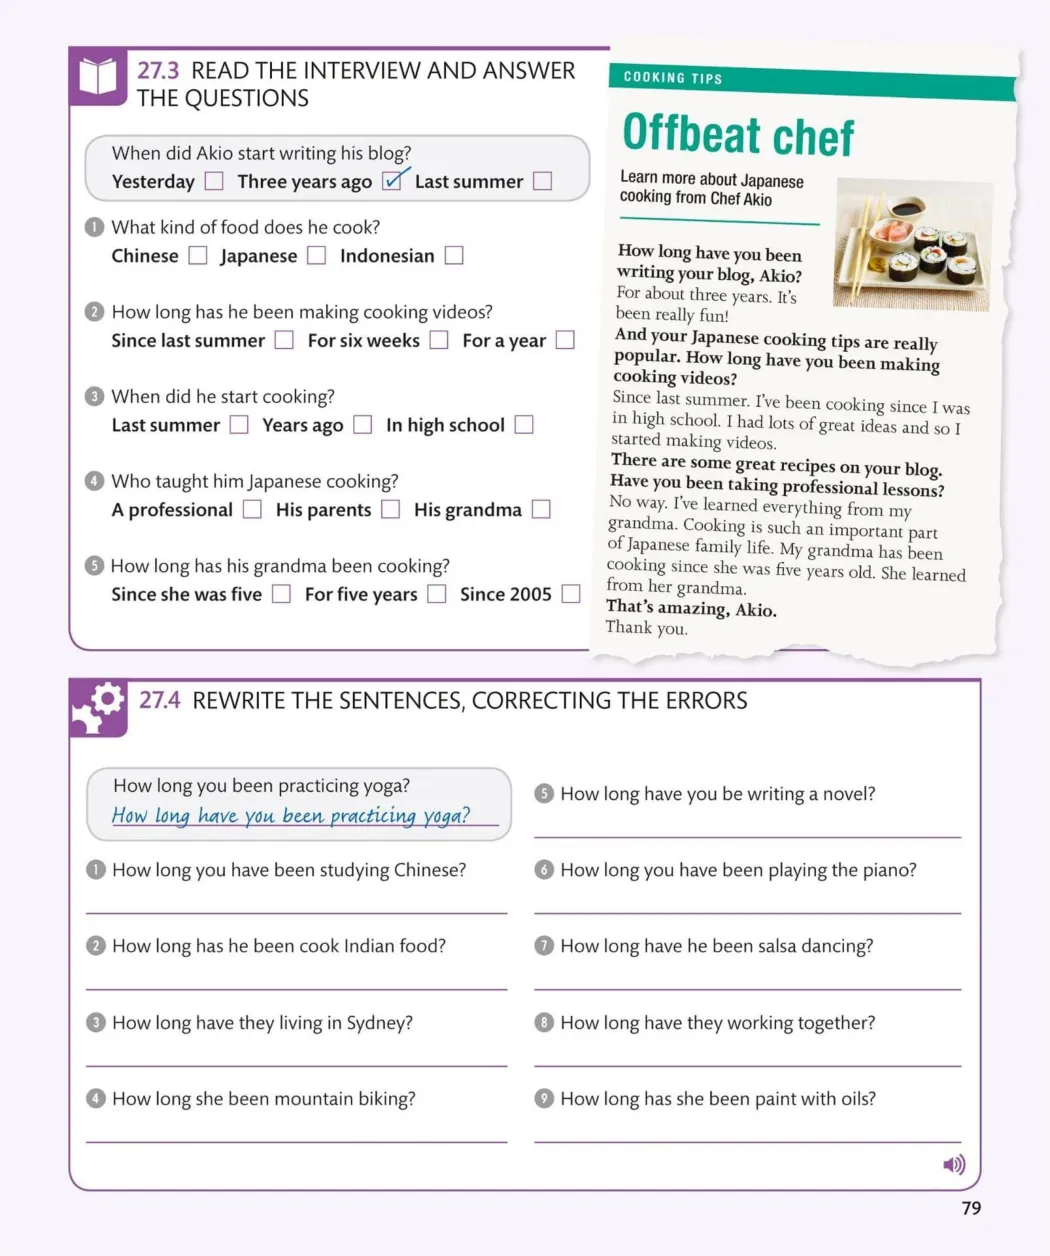 27.3 READ THE INTERVIEW AND ANSWER
THE QUESTIONS
When did Akio start writing his blog?
Yesterday Three years ago Last summer
1 What kind of food does he cook?
Chinese Japanese Indonesian
2 How long has he been making cooking videos?
Since last summer For six weeks For a year
3 When did he start cooking?
Last summer Years ago In high school
4 Who taught him Japanese cooking?
A professional His parents His grandma
5 How long has his grandma been cooking?
Since she was five For five years Since 2005
COOKING TIPS
Offbeat chef
Learn more about Japanese
cooking from Chef Akio
How long have you been
writing your blog, Akio?
For about three years. It's
been really fun!
And your Japanese cooking tips are really
popular. How long have you been making
cooking videos?
Since last summer. I've been cooking since I was
in high school. I had lots of great ideas and so I
started making videos.
There are some great recipes on your blog.
Have you been taking professional lessons?
No way. I've learned everything from my
grandma. Cooking is such an important part
of Japanese family life. My grandma has been
cooking since she was five years old. She learned
from her grandma.
That's amazing, Akio.
Thank you.
27.4 REWRITE THE SENTENCES, CORRECTING THE ERRORS
How long you been practicing yoga?
How long have you been practicing yoga?
1 How long you have been studying Chinese?
2 How long has he been cook Indian food?
3 How long have they living in Sydney?
4 How long she been mountain biking?
5 How long have you be writing a novel?
6 How long you have been playing the piano?
7 How long have he been salsa dancing?
8 How long have they working together?
9 How long has she been paint with oils?
79